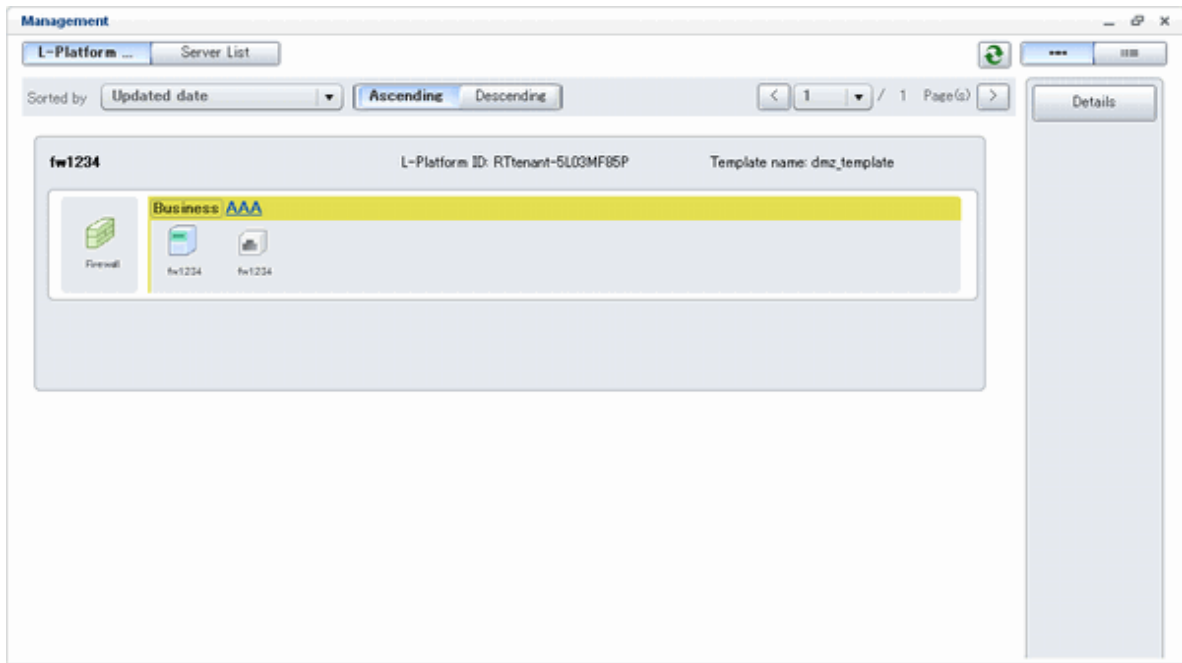 Management
L-Platform ... Server List
Sorted by Updated date Ascending Descending < 1 / 1 Page(s) >
Details
fw1234 L-Platform ID: RTtenant-5L03MF85P Template name: dmz_template
Business AAA
Firewall fw1234 fw1234